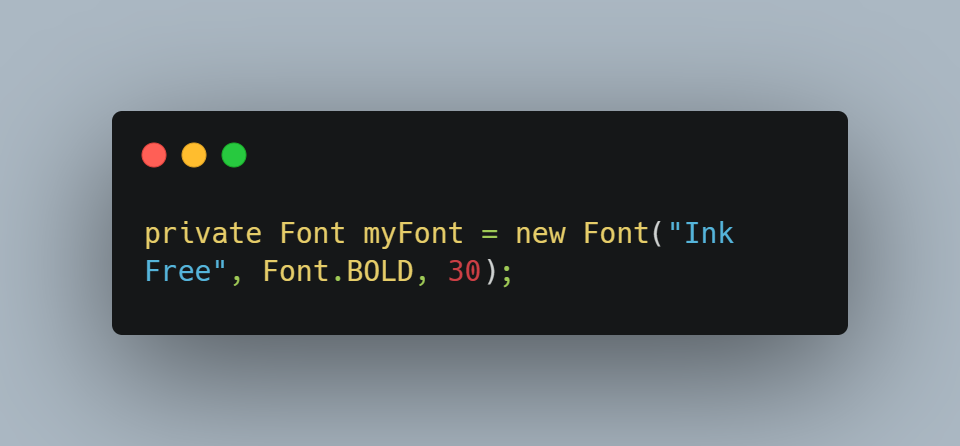 private Font myFont = new Font("Ink
Free", Font.BOLD, 30);